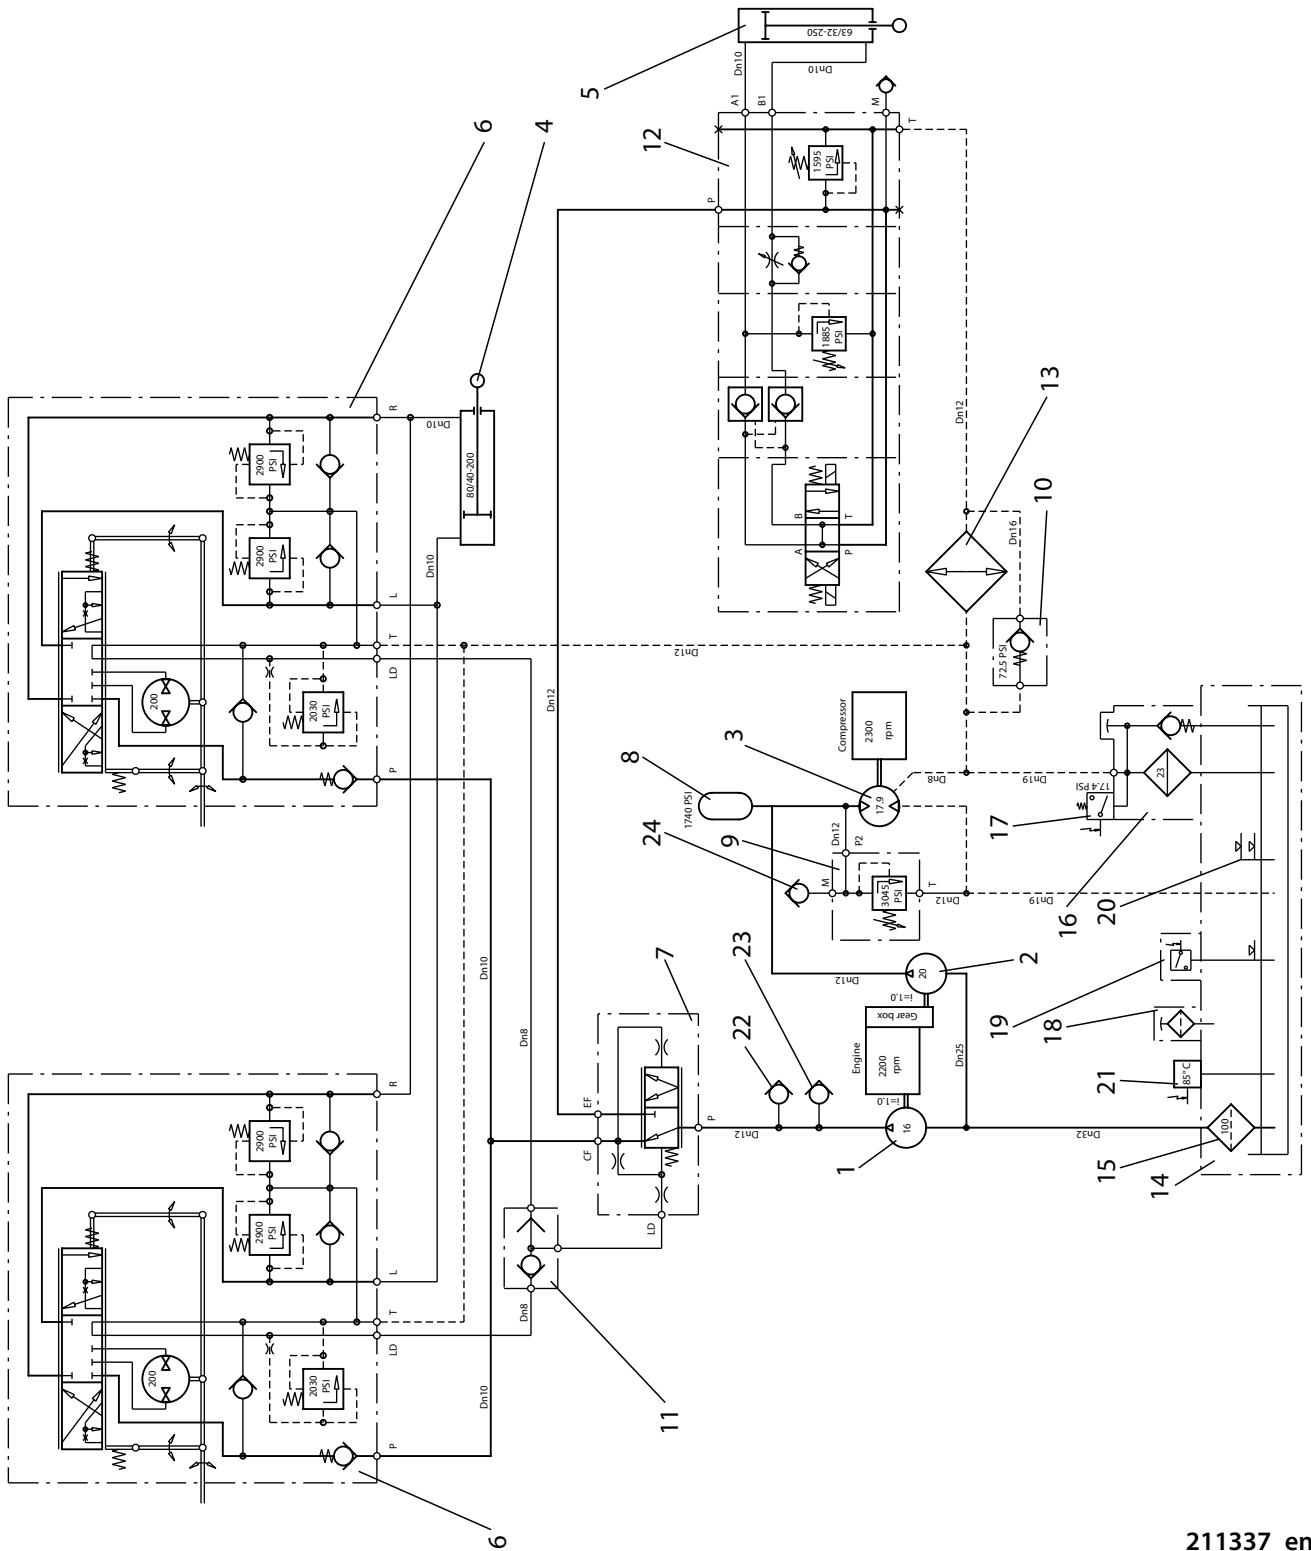 5
63/32-250
Dn10
Dn10
A1
B1
M
T
12
1595 PSI
P
6
4
R
Dn10
2900 PSI
2900 PSI
80/40-200
Dn10
L
T
LD
200
2030 PSI
P
1885 PSI
A
B
P
T
Dn12
13
Dn16
10
72.5 PSI
Dn12
Dn12
Compressor
2300 rpm
3
8
1740 PSI
17.9
Dn8
Dn19
17.4 PSI
23
17
24
9
Dn12
P2
M
3045 PSI
T
Dn12
Dn19
16
20
Dn10
Dn8
7
23
22
2
20
Dn12
i=1.0
Gear box
Engine
2200 rpm
i=1.0
Dn25
19
18
21
85° C
R
2900 PSI
2900 PSI
L
T
LD
200
2030 PSI
P
EF
CF
P
LD
Dn12
16
1
Dn32
100
15
14
Dn8
11
Dn10
6
211337_en